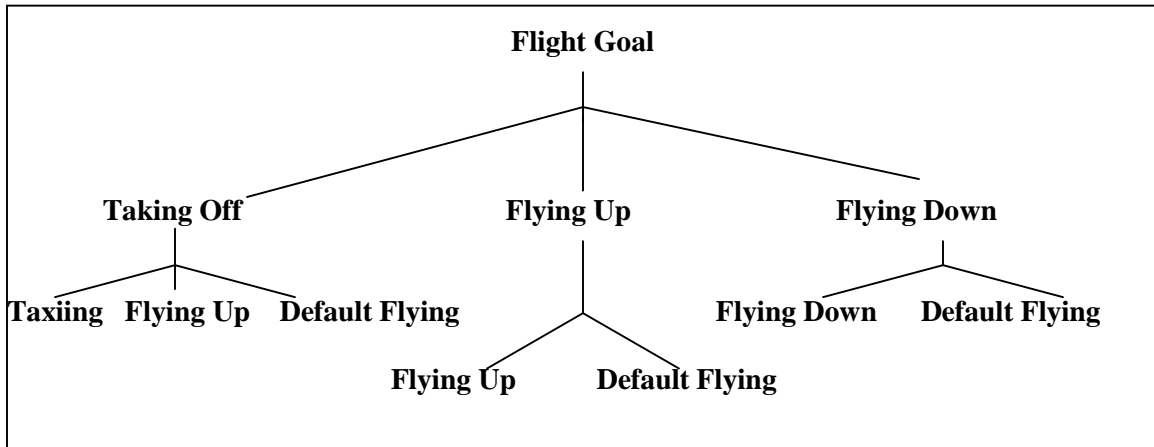 Flight Goal
Taking Off
Flying Up
Flying Down
Taxiing
Flying Up
Default Flying
Flying Down
Default Flying
Flying Up
Default Flying